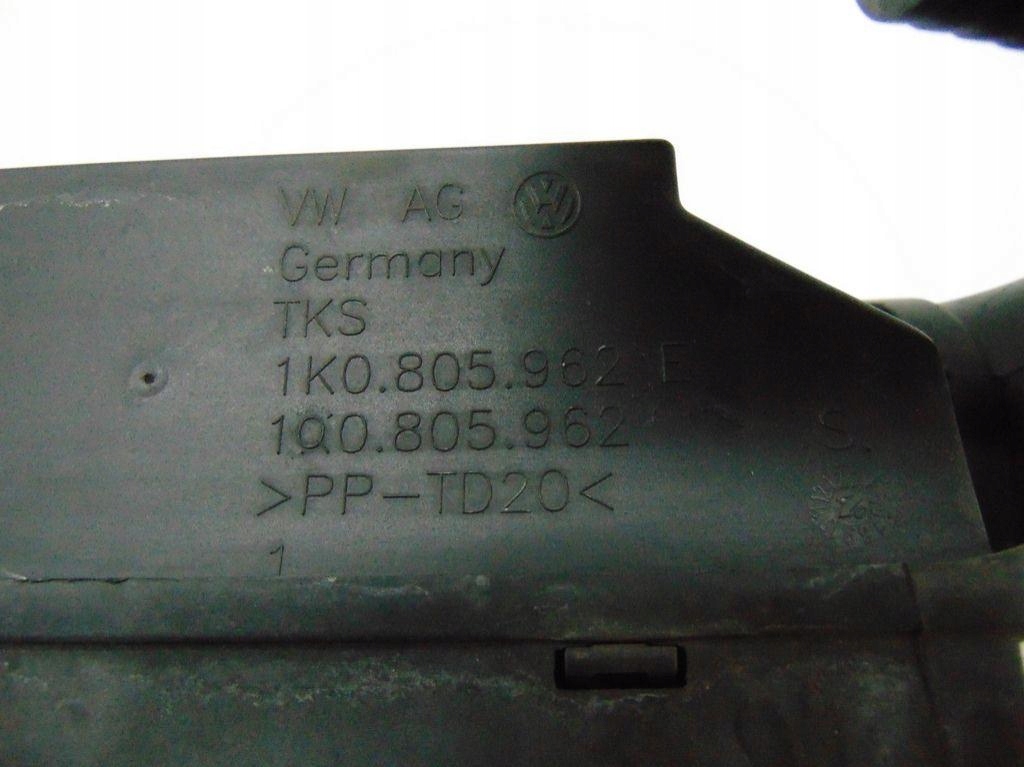 VW AG
Germany
TKS
1K0.805.962 E
1Q0.805.962 S.
>PP-TD20<
1